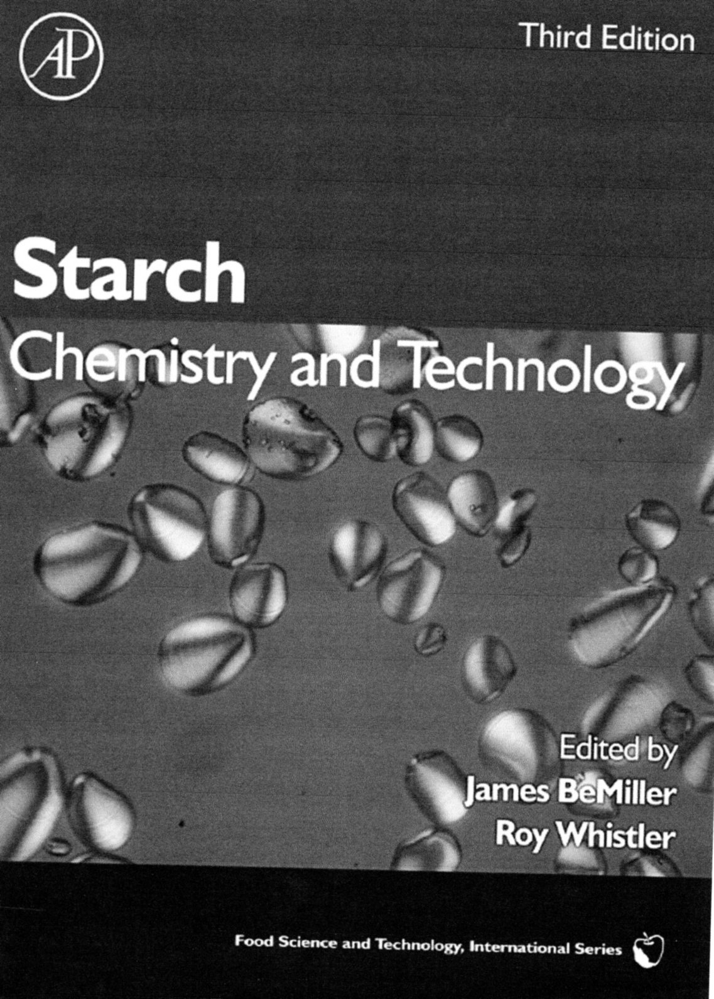 AP
Third Edition
Starch
Chemistry and Technology
Edited by
James BeMiller
Roy Whistler
Food Science and Technology, International Series